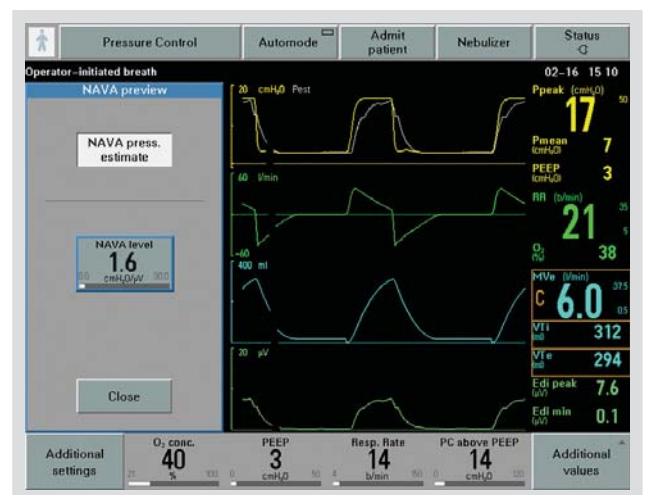 Pressure Control
Automode
Admit
patient
Nebulizer
Status
Operator-initiated breath
02-16 15 10
NAVA preview
NAVA press.
estimate
NAVA level
1.6
cmH₂O/µV
0.0
30.0
Close
20 cmH₂O Pest
60 l/min
-60
400 ml
20 µV
Ppeak (cmH₂O)
17
50
Pmean
(cmH₂O)
7
PEEP
(cmH₂O)
3
RR (b/min)
21
35
5
O₂
(%)
38
MVe (l/min)
C 6.0
37.5
0.5
VTi
(ml)
312
VTe
(ml)
294
Edi peak
(µV)
7.6
Edi min
(µV)
0.1
Additional
settings
O₂ conc.
40
21 % 100
PEEP
3
0 cmH₂O 50
Resp. Rate
14
4 b/min 150
PC above PEEP
14
0 cmH₂O 120
Additional
values